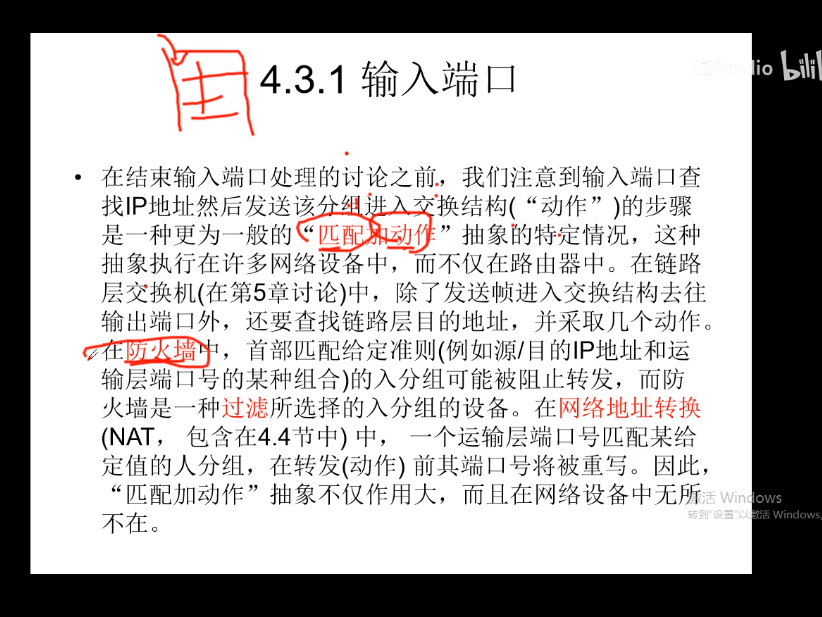 4.3.1 输入端口
bili
• 在结束输入端口处理的讨论之前，我们注意到输入端口查
找IP地址然后发送该分组进入交换结构(“动作”)的步骤
是一种更为一般的“匹配加动作”抽象的特定情况，这种
抽象执行在许多网络设备中，而不仅在路由器中。在链路
层交换机(在第5章讨论)中，除了发送帧进入交换结构去往
输出端口外，还要查找链路层目的地址，并采取几个动作。
在防火墙中，首部匹配给定准则(例如源/目的IP地址和运
输层端口号的某种组合)的入分组可能被阻止转发，而防
火墙是一种过滤所选择的入分组的设备。在网络地址转换
(NAT， 包含在4.4节中) 中， 一个运输层端口号匹配某给
定值的人分组，在转发(动作) 前其端口号将被重写。因此，
“匹配加动作”抽象不仅作用大，而且在网络设备中无所
不在。
激活 Windows
转到“设置”以激活 Windows。